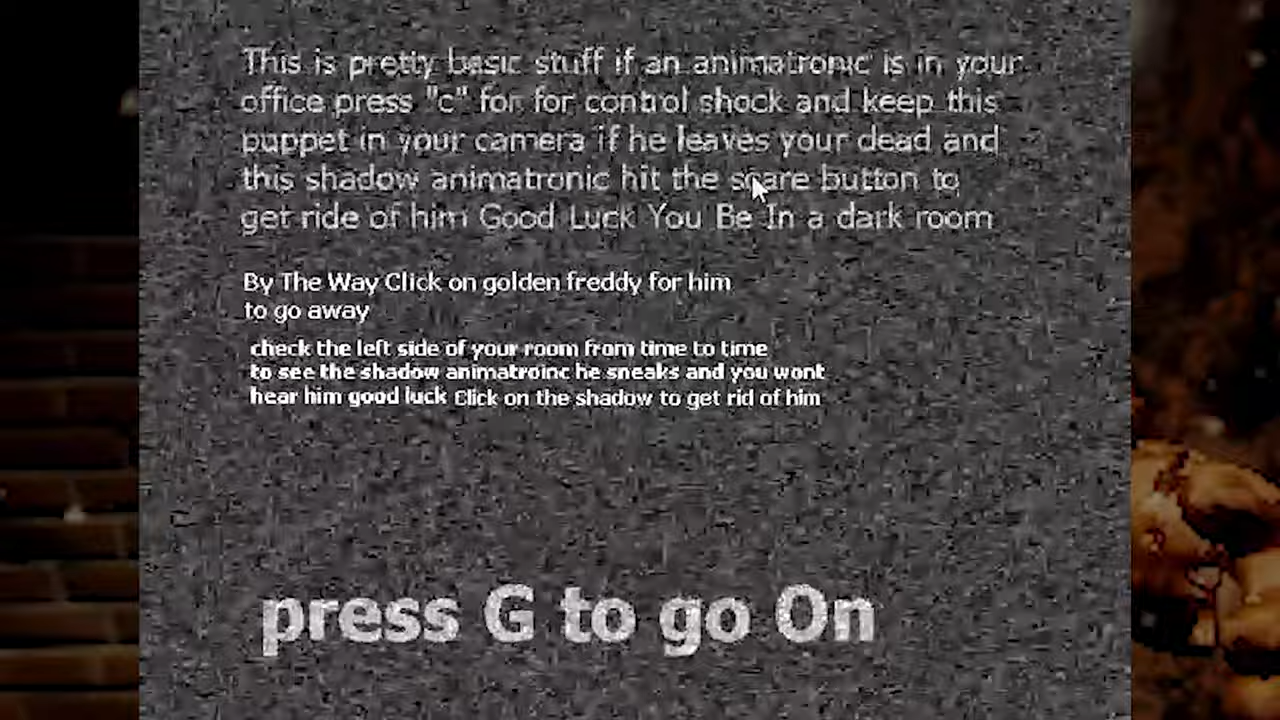 This is pretty basic stuff if an animatronic is in your
office press "c" for for control shock and keep this
puppet in your camera if he leaves your dead and
this shadow animatronic hit the scare button to
get ride of him Good Luck You Be In a dark room
By The Way Click on golden freddy for him
to go away
check the left side of your room from time to time
to see the shadow animatroinc he sneaks and you wont
hear him good luck Click on the shadow to get rid of him
press G to go On